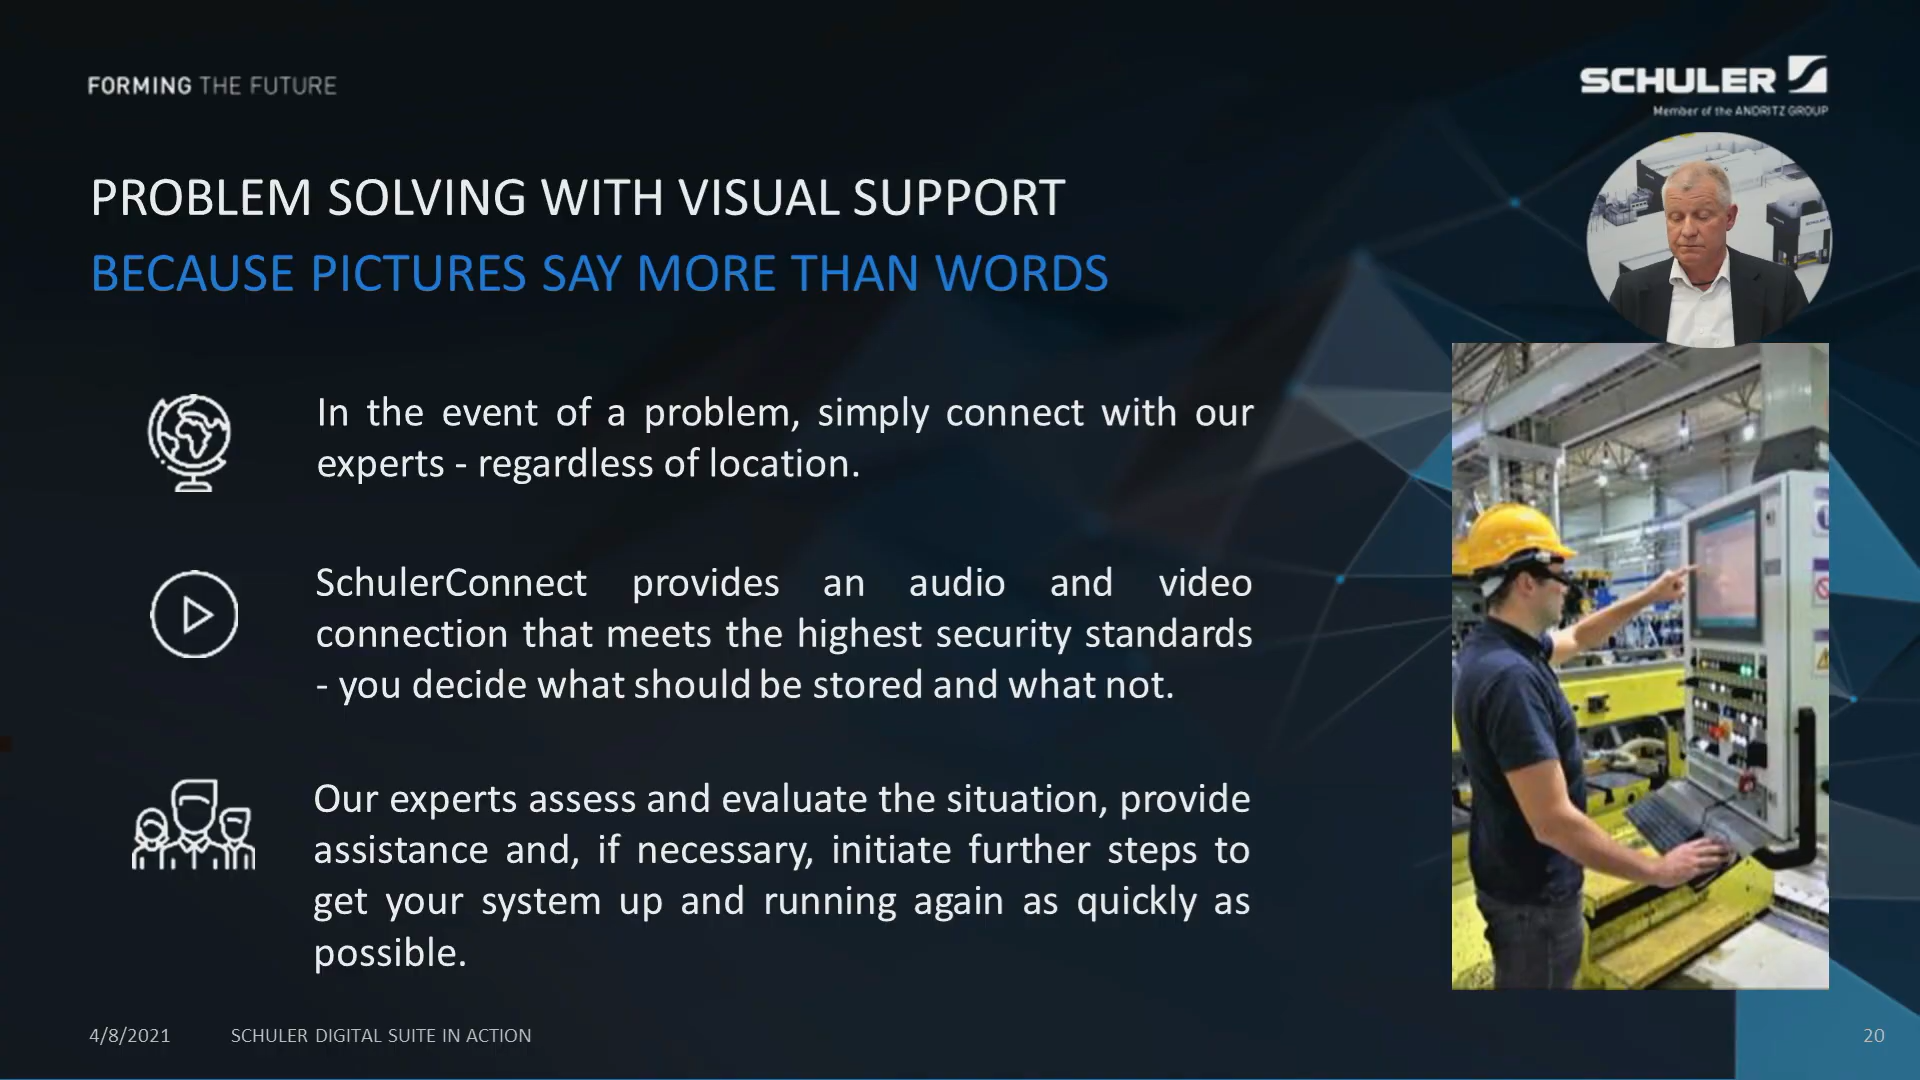 FORMING THE FUTURE
SCHULER
Member of the ANDRITZ GROUP
PROBLEM SOLVING WITH VISUAL SUPPORT
BECAUSE PICTURES SAY MORE THAN WORDS
In the event of a problem, simply connect with our
experts - regardless of location.
SchulerConnect provides an audio and video
connection that meets the highest security standards
- you decide what should be stored and what not.
Our experts assess and evaluate the situation, provide
assistance and, if necessary, initiate further steps to
get your system up and running again as quickly as
possible.
4/8/2021 SCHULER DIGITAL SUITE IN ACTION
20